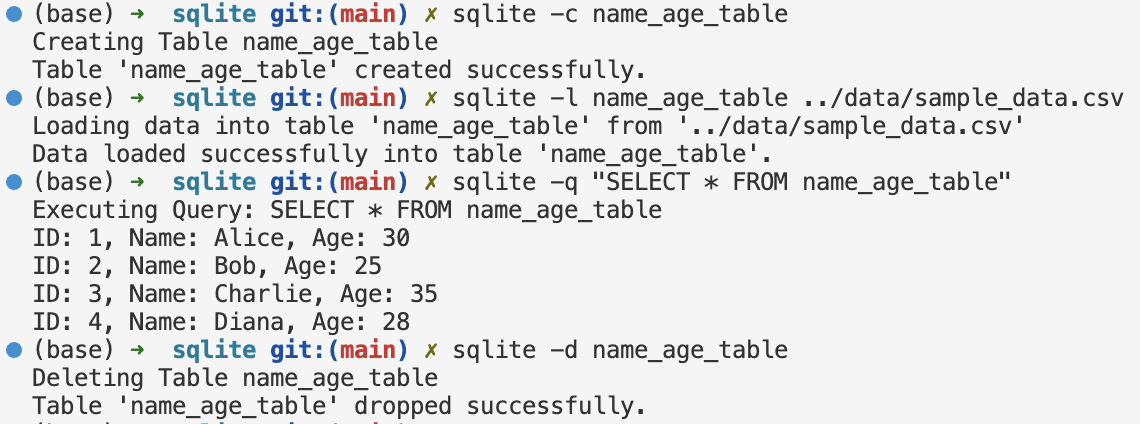 (base) → sqlite git:(main) ✗ sqlite -c name_age_table
Creating Table name_age_table
Table 'name_age_table' created successfully.
(base) → sqlite git:(main) ✗ sqlite -l name_age_table ../data/sample_data.csv
Loading data into table 'name_age_table' from '../data/sample_data.csv'
Data loaded successfully into table 'name_age_table'.
(base) → sqlite git:(main) ✗ sqlite -q "SELECT * FROM name_age_table"
Executing Query: SELECT * FROM name_age_table
ID: 1, Name: Alice, Age: 30
ID: 2, Name: Bob, Age: 25
ID: 3, Name: Charlie, Age: 35
ID: 4, Name: Diana, Age: 28
(base) → sqlite git:(main) ✗ sqlite -d name_age_table
Deleting Table name_age_table
Table 'name_age_table' dropped successfully.